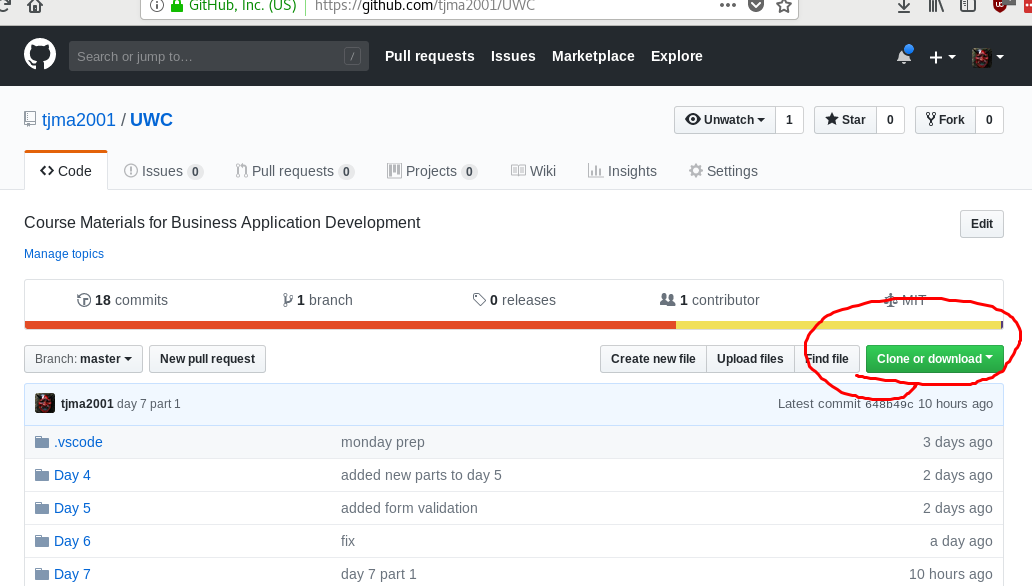 GitHub, Inc. (US) https://github.com/tjma2001/UWC
Search or jump to… / Pull requests Issues Marketplace Explore
tjma2001 / UWC Unwatch 1 Star 0 Fork 0
Code Issues 0 Pull requests 0 Projects 0 Wiki Insights Settings
Course Materials for Business Application Development Edit
Manage topics
18 commits 1 branch 0 releases 1 contributor MIT
Branch: master New pull request Create new file Upload files Find file Clone or download
tjma2001 day 7 part 1 Latest commit 648b49c 10 hours ago
.vscode monday prep 3 days ago
Day 4 added new parts to day 5 2 days ago
Day 5 added form validation 2 days ago
Day 6 fix a day ago
Day 7 day 7 part 1 10 hours ago